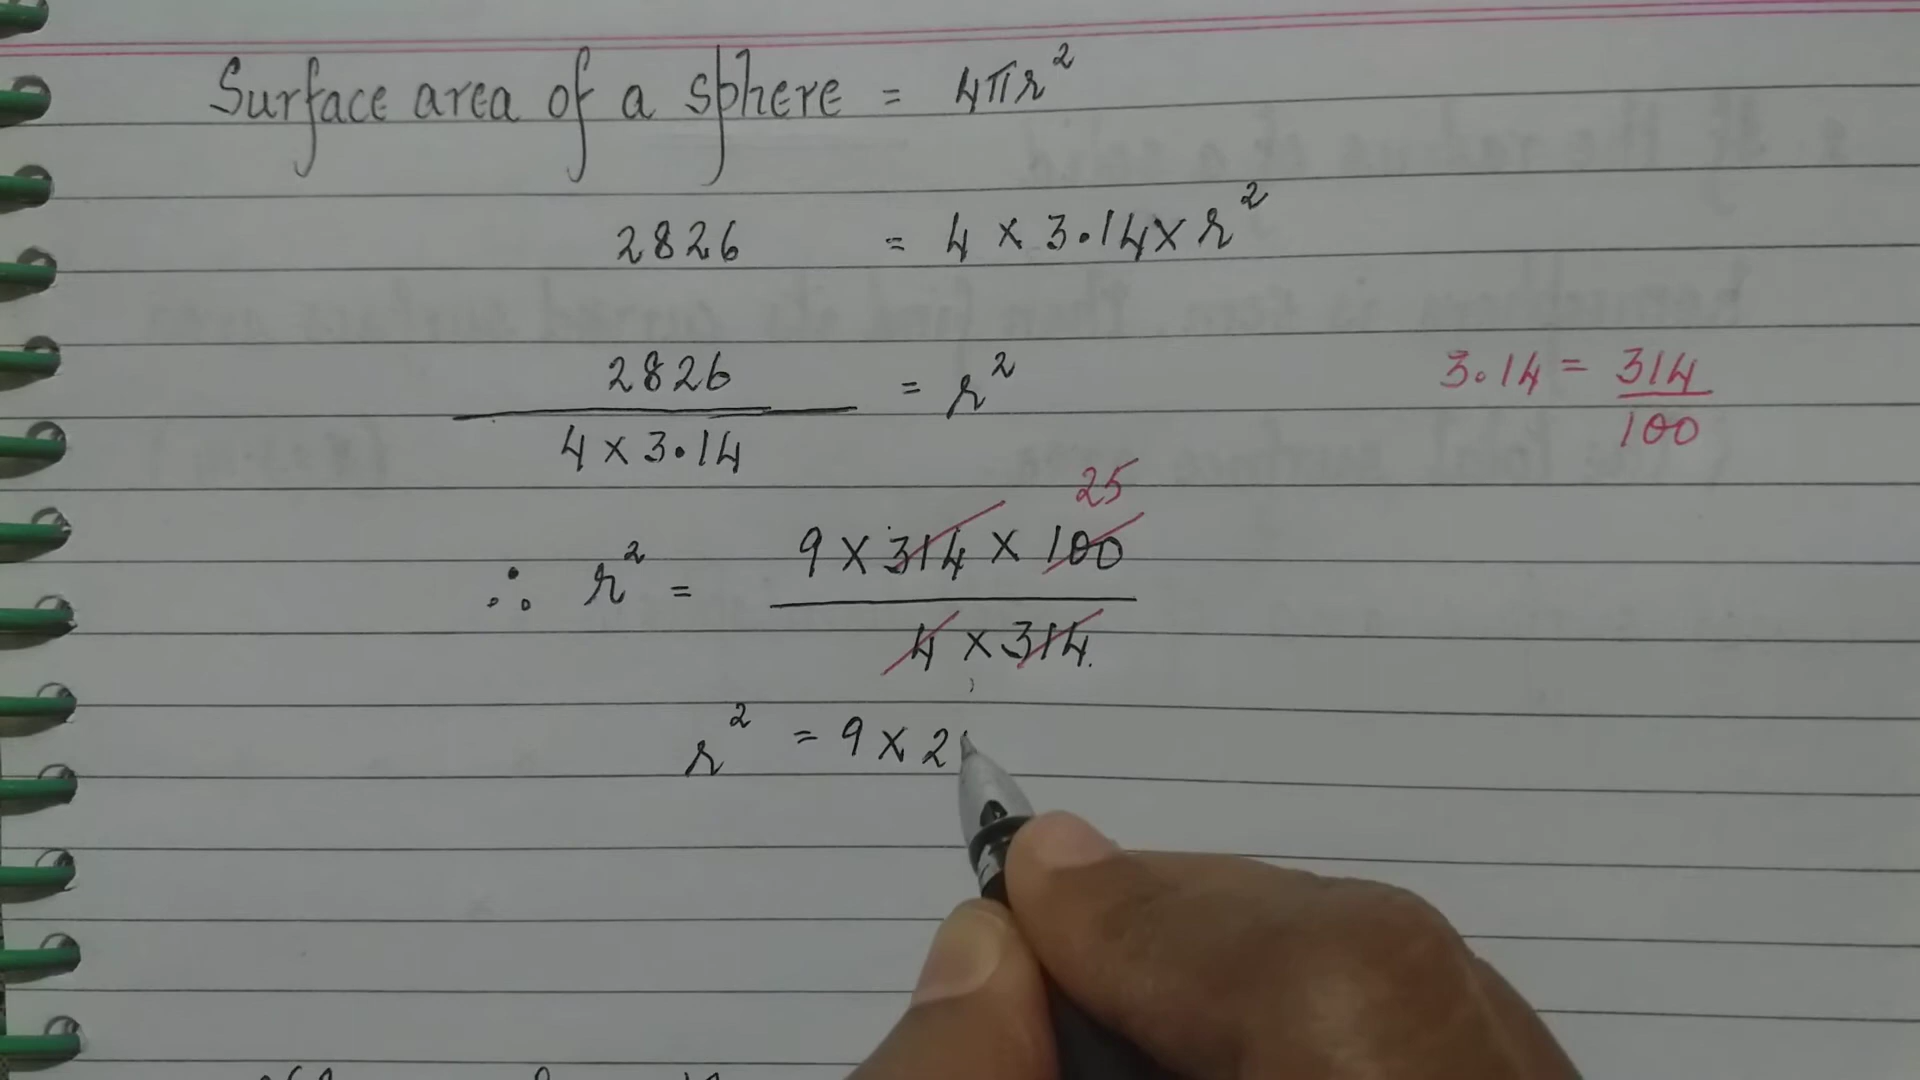 Surface area of a sphere = 4πr²
2826 = 4 × 3.14 × r²
2826 / 4 × 3.14 = r²
3.14 = 314 / 100
25
∴ r² = 9 × 314 × 100 / 4 × 314
r² = 9 × 2